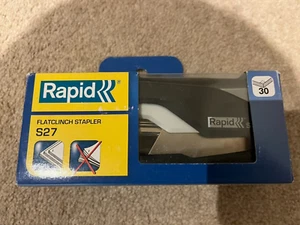 Rapid
FLATCLINCH STAPLER
S27
Rapid
30